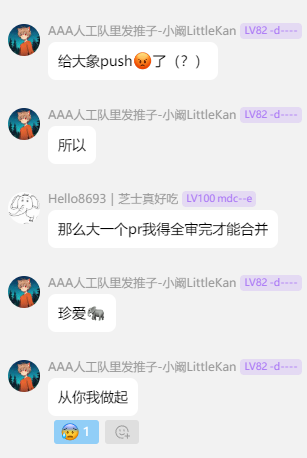 AAA人工队里发推子-小阚LittleKan LV82 -d----
给大象push😡了（？）
AAA人工队里发推子-小阚LittleKan LV82 -d----
所以
Hello8693 | 芝士真好吃 LV100 mdc--e
那么大一个pr我得全审完才能合并
AAA人工队里发推子-小阚LittleKan LV82 -d----
珍爱🐘
AAA人工队里发推子-小阚LittleKan LV82 -d----
从你我做起
😰 1